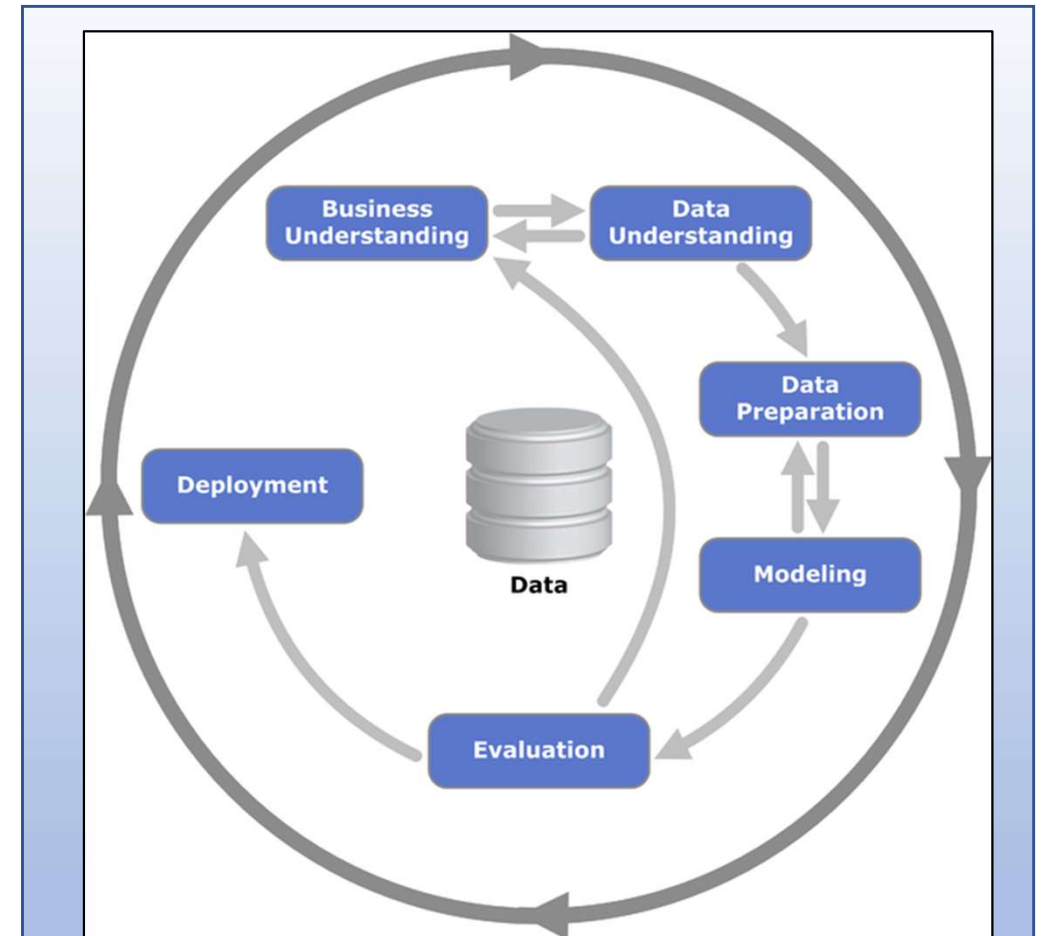 Business
Understanding
Data
Understanding
Data
Preparation
Deployment
Data
Modeling
Evaluation